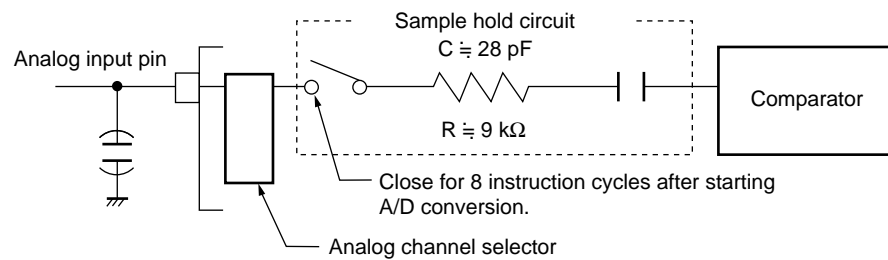 Sample hold circuit
C ≒ 28 pF
Analog input pin
Comparator
R ≒ 9 kΩ
Close for 8 instruction cycles after starting
A/D conversion.
Analog channel selector